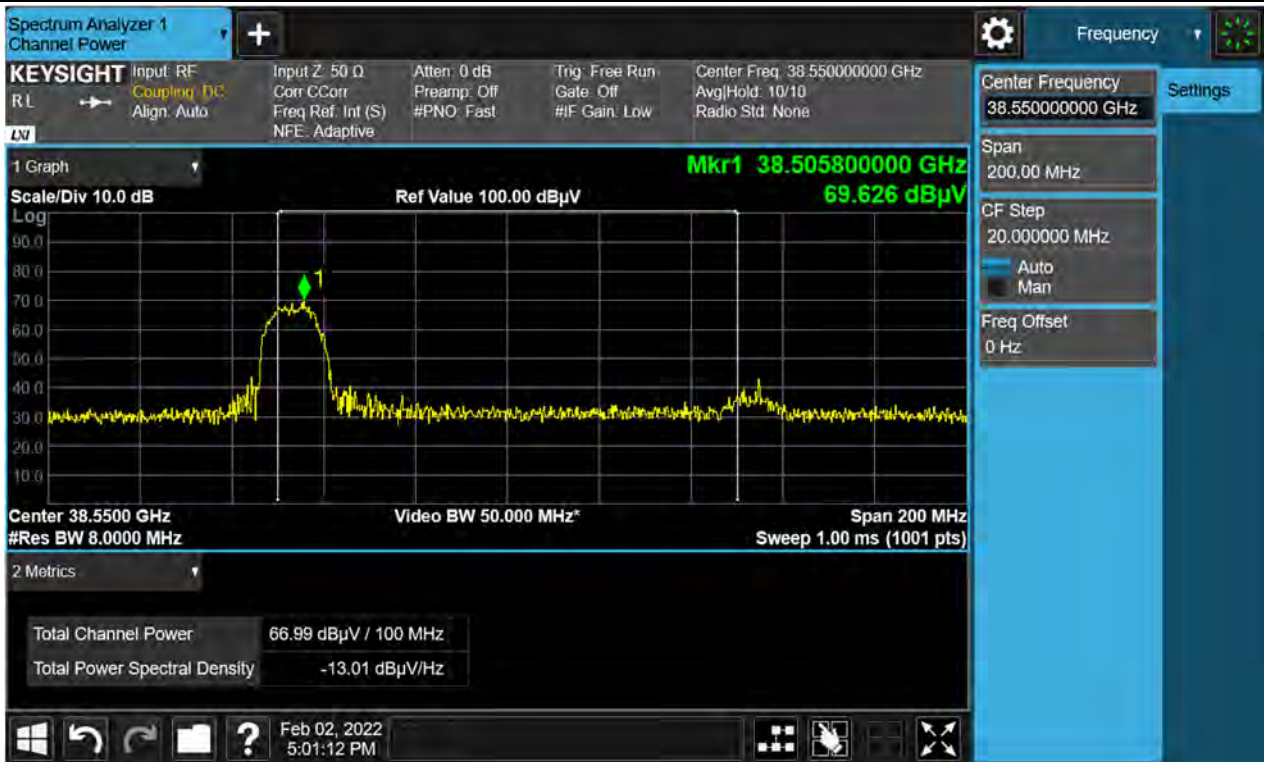 Spectrum Analyzer 1
Channel Power
+
Frequency
KEYSIGHT
RL
LXI
Input: RF
Coupling: DC
Align: Auto
Input Z: 50 Ω
Corr CCorr
Freq Ref: Int (S)
NFE: Adaptive
Atten: 0 dB
Preamp: Off
#PNO: Fast
Trig: Free Run
Gate: Off
#IF Gain: Low
Center Freq: 38.550000000 GHz
Avg|Hold: 10/10
Radio Std: None
Center Frequency
38.550000000 GHz
Settings
Span
200.00 MHz
CF Step
20.000000 MHz
Auto
Man
Freq Offset
0 Hz
1 Graph
Mkr1 38.505800000 GHz
69.626 dBµV
Scale/Div 10.0 dB
Ref Value 100.00 dBµV
Log
90.0
80.0
70.0
60.0
50.0
40.0
30.0
20.0
10.0
1
Center 38.5500 GHz
Video BW 50.000 MHz*
Span 200 MHz
#Res BW 8.0000 MHz
Sweep 1.00 ms (1001 pts)
2 Metrics
Total Channel Power 66.99 dBµV / 100 MHz
Total Power Spectral Density -13.01 dBµV/Hz
?
Feb 02, 2022
5:01:12 PM